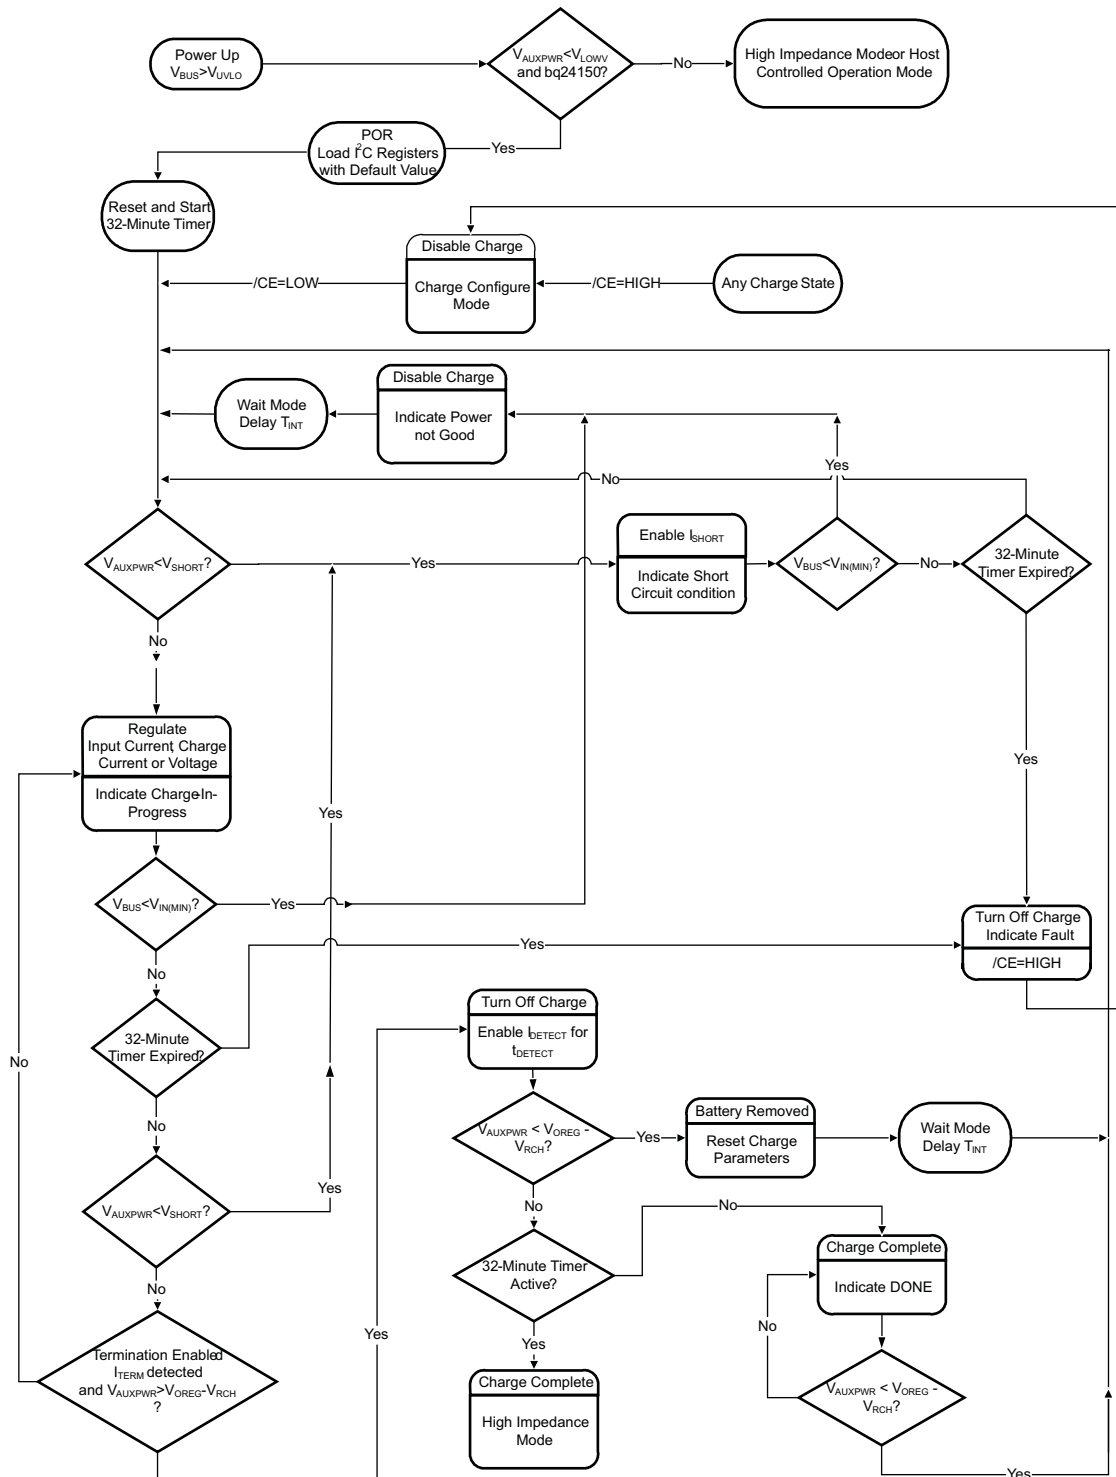 Power Up
VBUS>VUVLO
VAUXPWR<VLOWV
and bq24150?
No
High Impedance Modeor Host
Controlled Operation Mode
Yes
POR
Load I2C Registers
with Default Value
Reset and Start
32-Minute Timer
Disable Charge
Charge Configure
Mode
/CE=LOW
/CE=HIGH
Any Charge State
Disable Charge
Indicate Power
not Good
Wait Mode
Delay TINT
Yes
No
VAUXPWR<VSHORT?
Yes
Enable ISHORT
Indicate Short
Circuit condition
VBUS<VIN(MIN)?
No
32-Minute
Timer Expired?
No
Regulate
Input Current, Charge
Current or Voltage
Indicate Charge-In-
Progress
Yes
Yes
VBUS<VIN(MIN)?
Yes
Turn Off Charge
Indicate Fault
/CE=HIGH
Yes
No
Turn Off Charge
Enable IDETECT for
tDETECT
32-Minute
Timer Expired?
No
No
VAUXPWR < VOREG -
VRCH?
Yes
Battery Removed
Reset Charge
Parameters
Wait Mode
Delay TINT
VAUXPWR<VSHORT?
Yes
No
No
32-Minute Timer
Active?
Charge Complete
Indicate DONE
No
Yes
No
Yes
Termination Enabled
ITERM detected
and VAUXPWR>VOREG-VRCH
?
Charge Complete
High Impedance
Mode
VAUXPWR < VOREG -
VRCH?
Yes